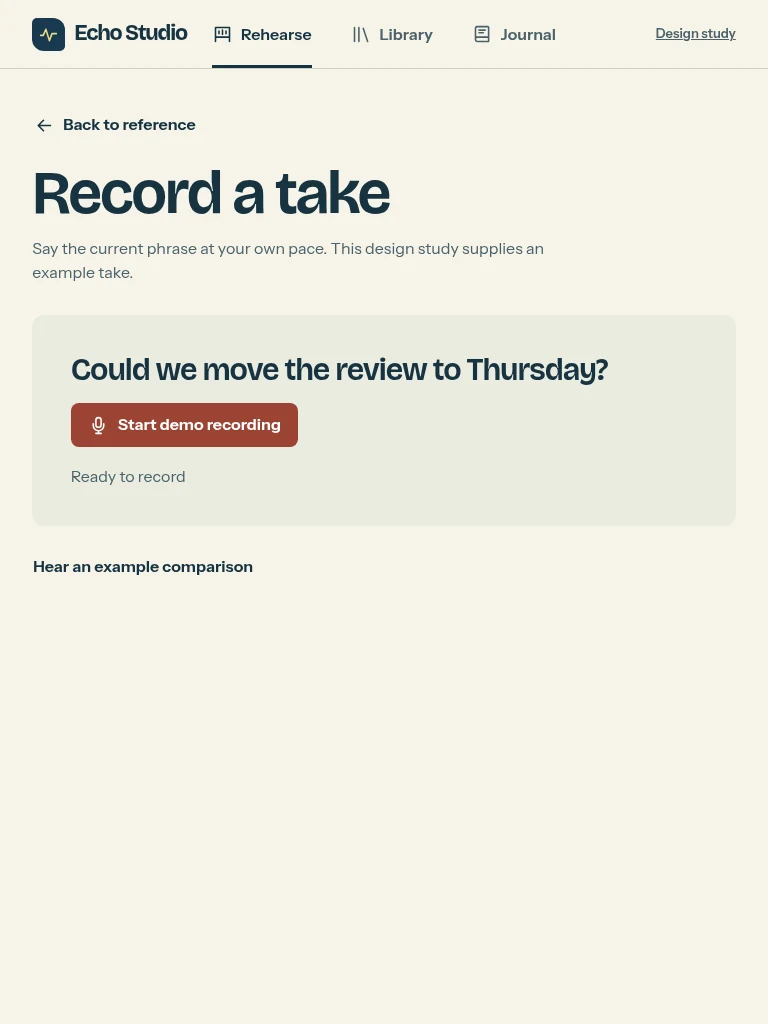 Echo Studio
Rehearse
Library
Journal
Design study
Back to reference
Record a take
Say the current phrase at your own pace. This design study supplies an
example take.
Could we move the review to Thursday?
Start demo recording
Ready to record
Hear an example comparison